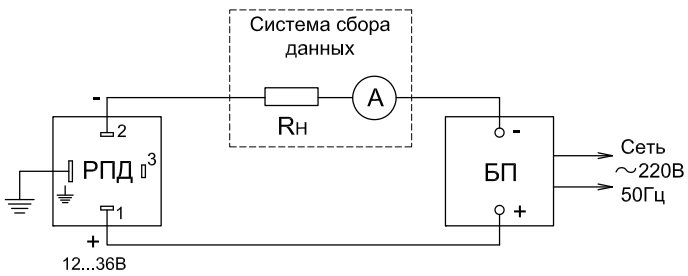 Система сбора
данных
А
Rн
-
2
РПД
3
1
+
12...36В
-
БП
+
Сеть
~220В
50Гц